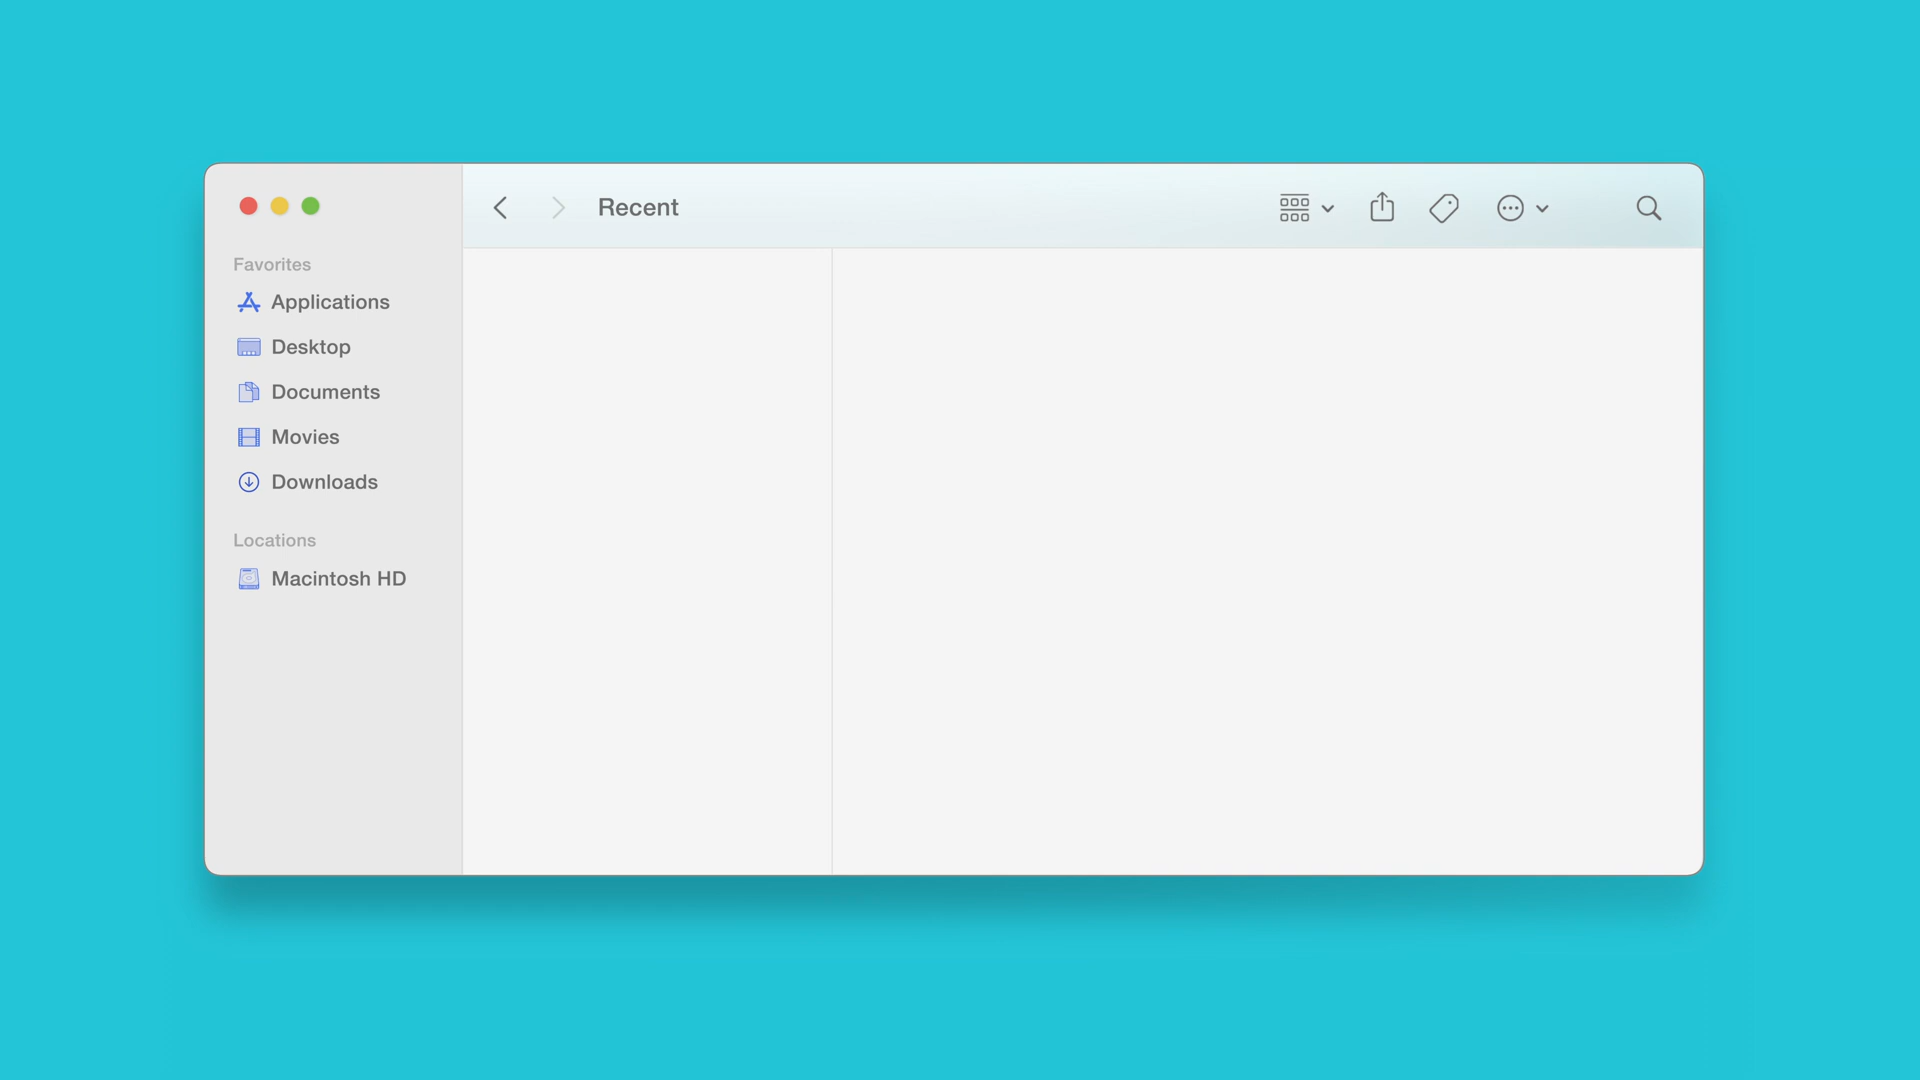 Recent
Favorites
Applications
Desktop
Documents
Movies
Downloads
Locations
Macintosh HD